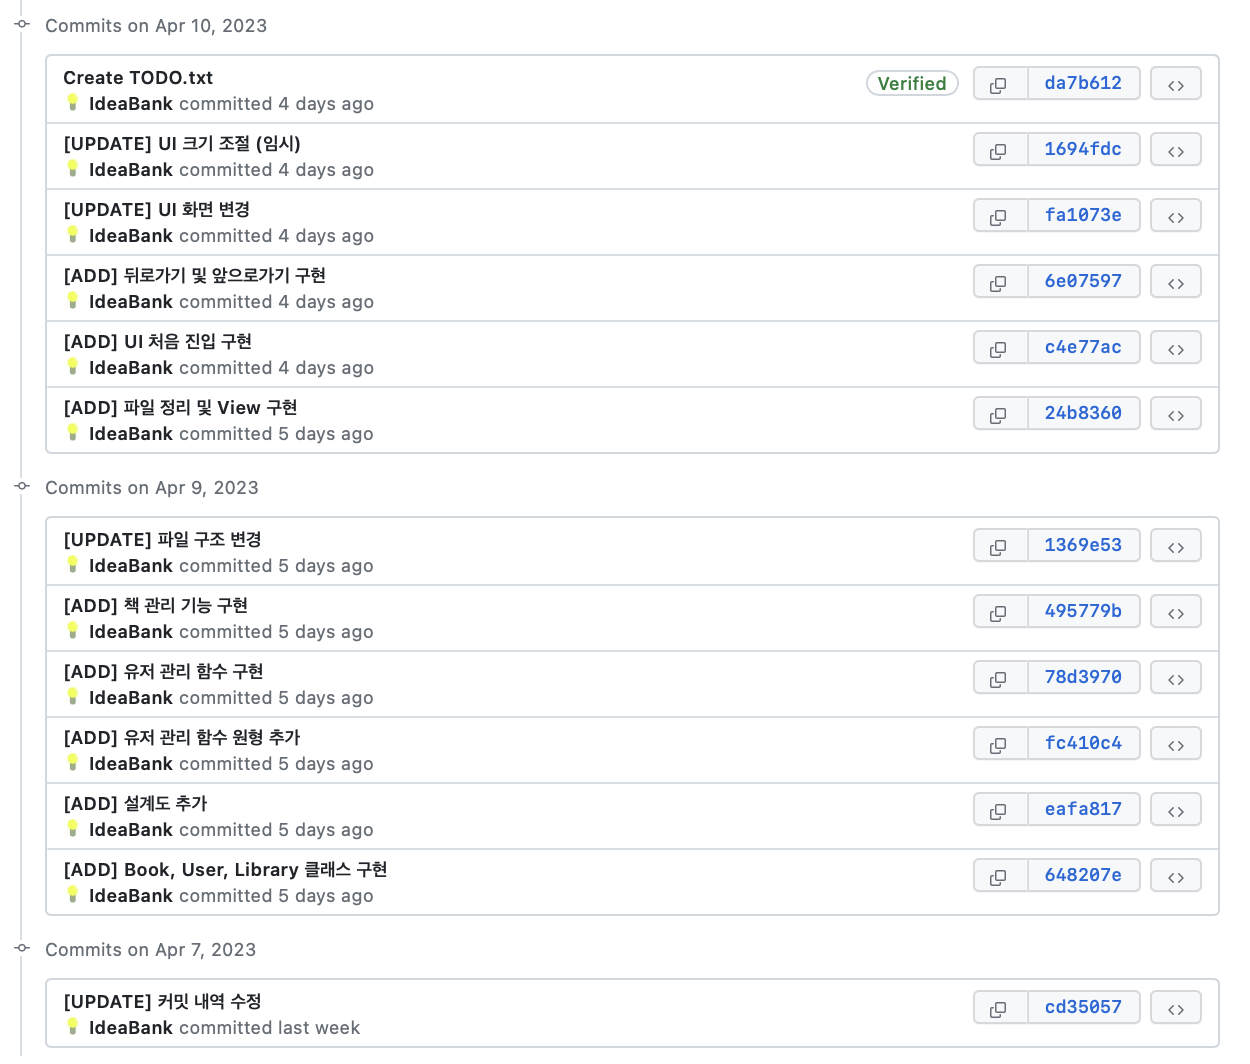 Commits on Apr 10, 2023
Create TODO.txt
Verified
da7b612
IdeaBank committed 4 days ago
[UPDATE] UI 크기 조절 (임시)
1694fdc
IdeaBank committed 4 days ago
[UPDATE] UI 화면 변경
fa1073e
IdeaBank committed 4 days ago
[ADD] 뒤로가기 및 앞으로가기 구현
6e07597
IdeaBank committed 4 days ago
[ADD] UI 처음 진입 구현
c4e77ac
IdeaBank committed 4 days ago
[ADD] 파일 정리 및 View 구현
24b8360
IdeaBank committed 5 days ago
Commits on Apr 9, 2023
[UPDATE] 파일 구조 변경
1369e53
IdeaBank committed 5 days ago
[ADD] 책 관리 기능 구현
495779b
IdeaBank committed 5 days ago
[ADD] 유저 관리 함수 구현
78d3970
IdeaBank committed 5 days ago
[ADD] 유저 관리 함수 원형 추가
fc410c4
IdeaBank committed 5 days ago
[ADD] 설계도 추가
eafa817
IdeaBank committed 5 days ago
[ADD] Book, User, Library 클래스 구현
648207e
IdeaBank committed 5 days ago
Commits on Apr 7, 2023
[UPDATE] 커밋 내역 수정
cd35057
IdeaBank committed last week